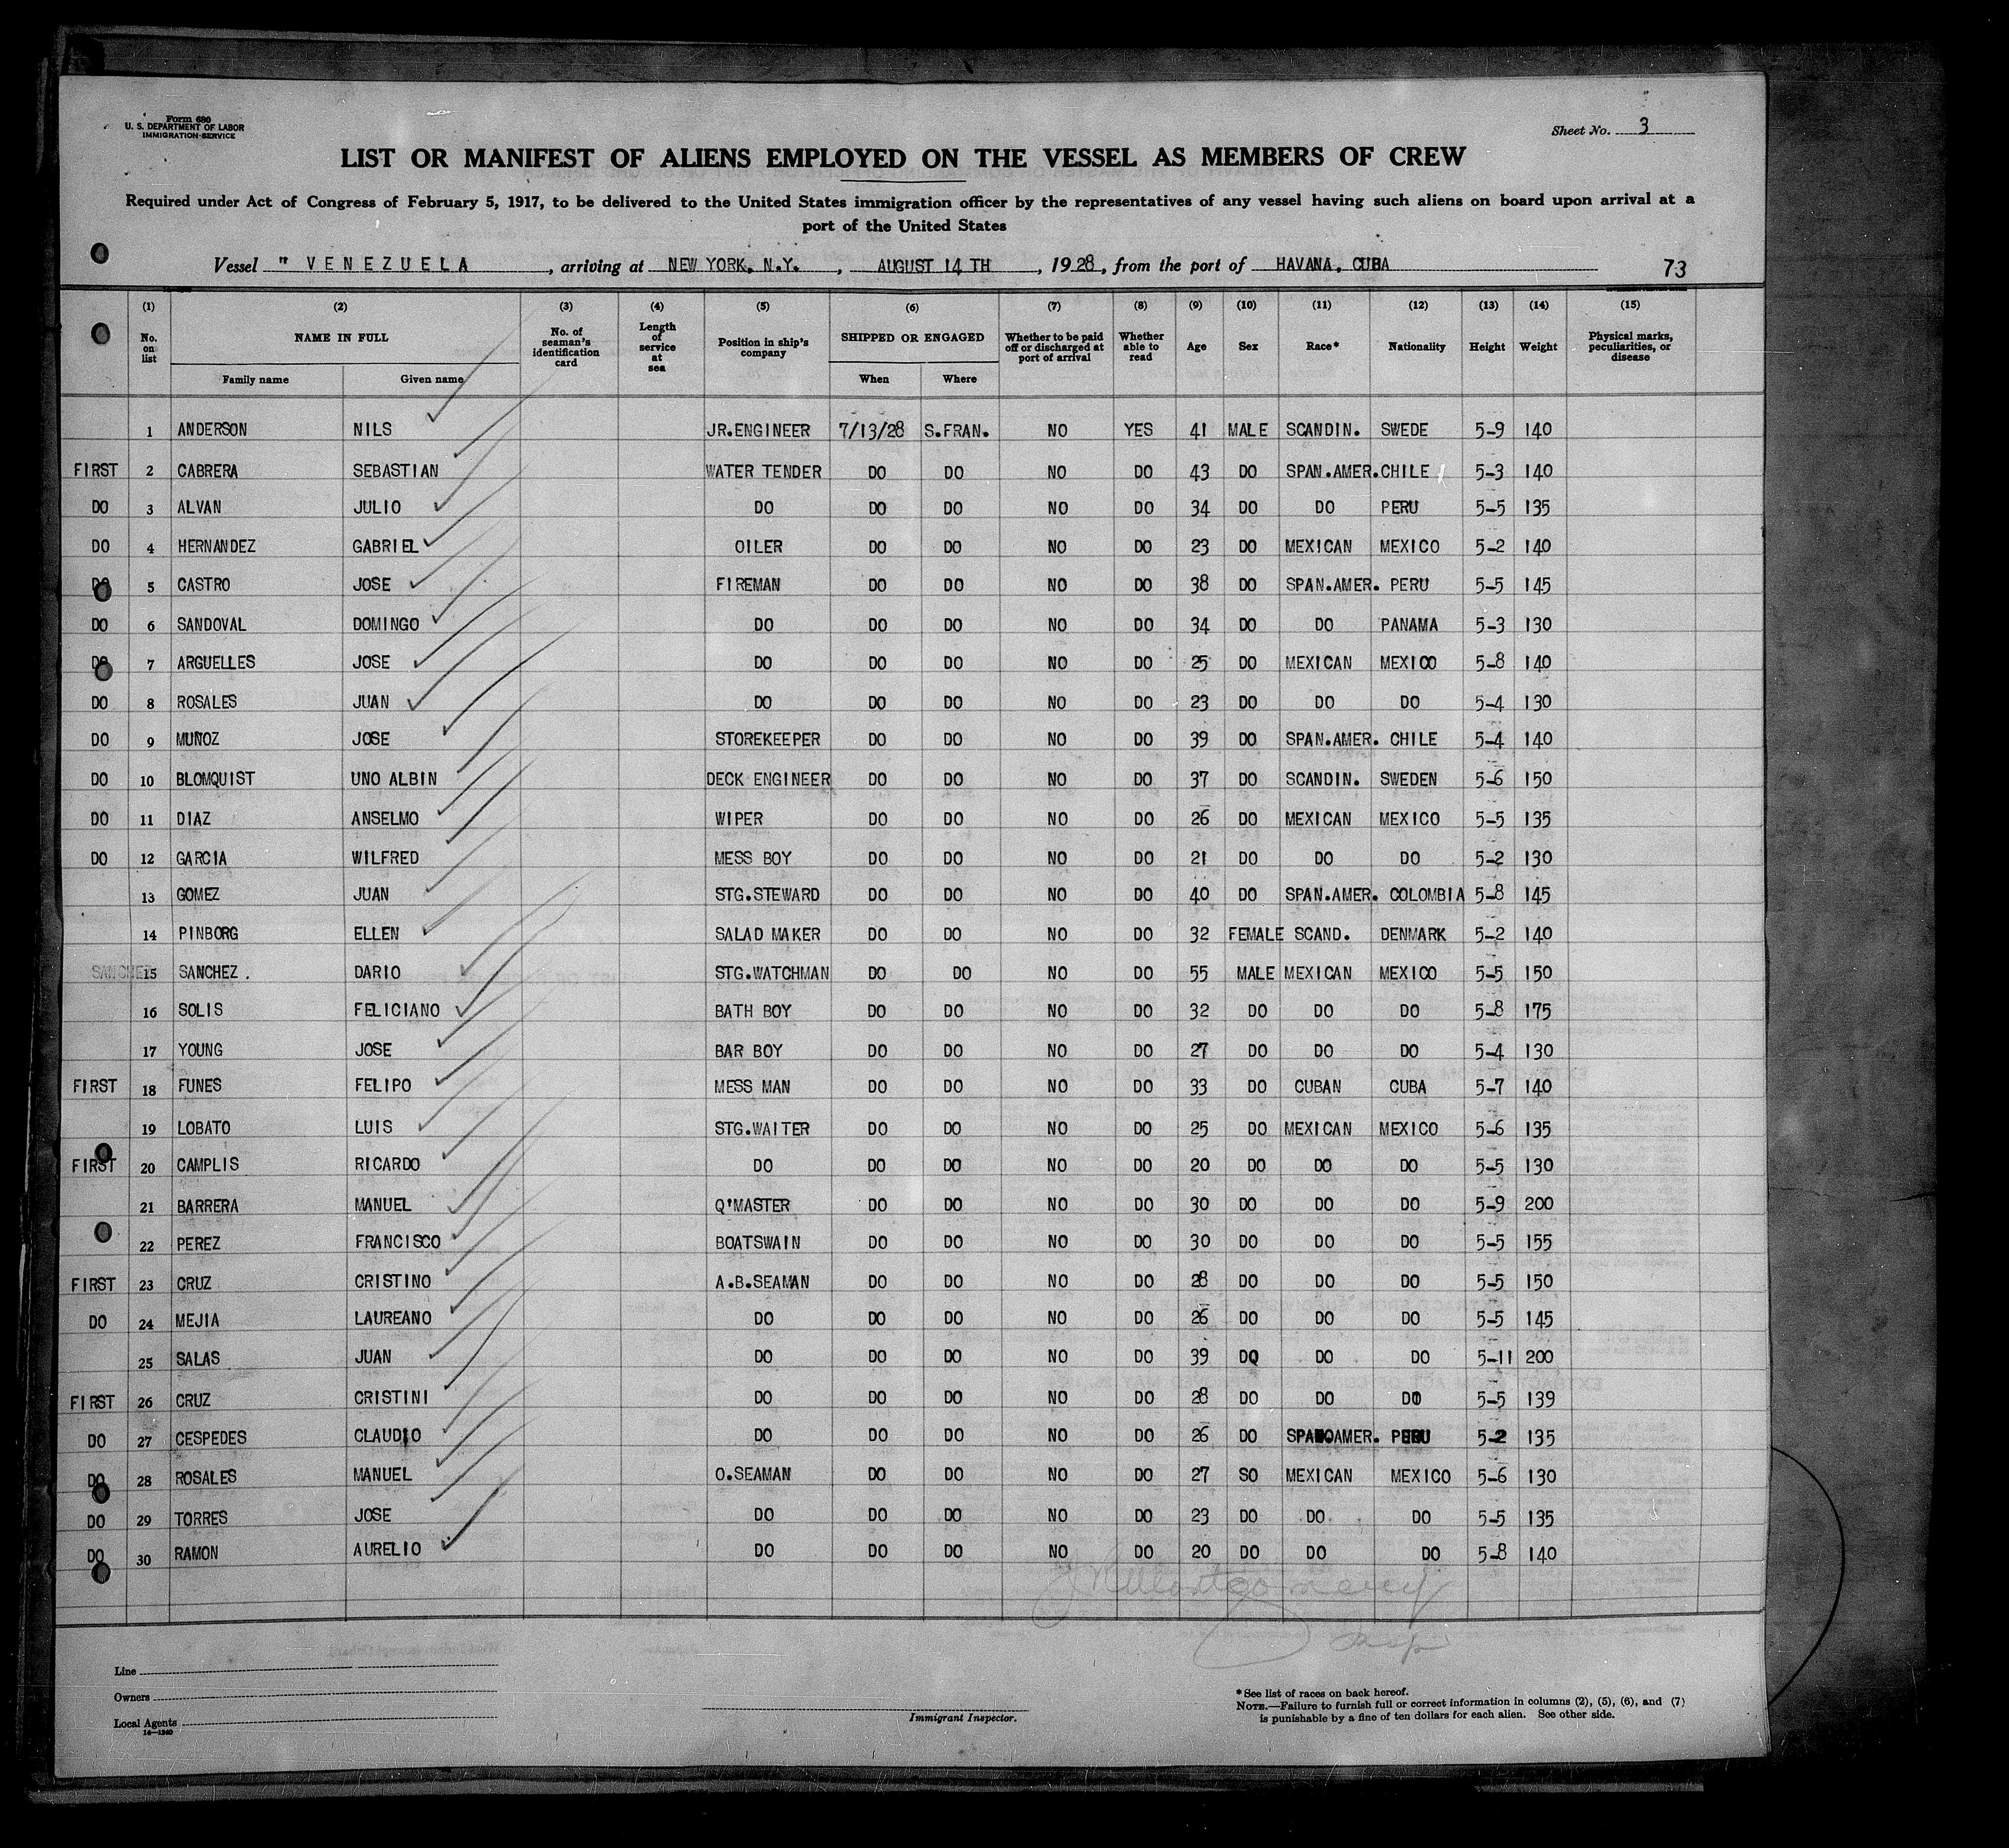 Form 680
U. S. DEPARTMENT OF LABOR
IMMIGRATION SERVICE
Sheet No. 3
LIST OR MANIFEST OF ALIENS EMPLOYED ON THE VESSEL AS MEMBERS OF CREW
Required under Act of Congress of February 5, 1917, to be delivered to the United States immigration officer by the representatives of any vessel having such aliens on board upon arrival at a
port of the United States
Vessel " VENEZUELA , arriving at NEW YORK, N.Y. , AUGUST 14 TH , 1928, from the port of HAVANA, CUBA 73
(1) (2) (3) (4) (5) (6) (7) (8) (9) (10) (11) (12) (13) (14) (15)
No. on list NAME IN FULL No. of seaman's identification card Length of service at sea Position in ship's company SHIPPED OR ENGAGED Whether to be paid off or discharged at port of arrival Whether able to read Age Sex Race* Nationality Height Weight Physical marks, peculiarities, or disease
Family name Given name When Where
1 ANDERSON NILS JR.ENGINEER 7/13/28 S.FRAN. NO YES 41 MALE SCANDIN. SWEDE 5-9 140
FIRST 2 CABRERA SEBASTIAN WATER TENDER DO DO NO DO 43 DO SPAN.AMER. CHILE 5-3 140
DO 3 ALVAN JULIO DO DO DO NO DO 34 DO DO PERU 5-5 135
DO 4 HERNANDEZ GABRIEL OILER DO DO NO DO 23 DO MEXICAN MEXICO 5-2 140
DO 5 CASTRO JOSE FIREMAN DO DO NO DO 38 DO SPAN.AMER. PERU 5-5 145
DO 6 SANDOVAL DOMINGO DO DO DO NO DO 34 DO DO PANAMA 5-3 130
DO 7 ARGUELLES JOSE DO DO DO NO DO 25 DO MEXICAN MEXICO 5-8 140
DO 8 ROSALES JUAN DO DO DO NO DO 23 DO DO DO 5-4 130
DO 9 MUÑOZ JOSE STOREKEEPER DO DO NO DO 39 DO SPAN.AMER. CHILE 5-4 140
DO 10 BLOMQUIST UNO ALBIN DECK ENGINEER DO DO NO DO 37 DO SCANDIN. SWEDEN 5-6 150
DO 11 DIAZ ANSELMO WIPER DO DO NO DO 26 DO MEXICAN MEXICO 5-5 135
DO 12 GARCIA WILFRED MESS BOY DO DO NO DO 21 DO DO DO 5-2 130
13 GOMEZ JUAN STG.STEWARD DO DO NO DO 40 DO SPAN.AMER. COLOMBIA 5-8 145
14 PINBORG ELLEN SALAD MAKER DO DO NO DO 32 FEMALE SCAND. DENMARK 5-2 140
SANCHEZ 15 SANCHEZ . DARIO STG.WATCHMAN DO DO NO DO 55 MALE MEXICAN MEXICO 5-5 150
16 SOLIS FELICIANO BATH BOY DO DO NO DO 32 DO DO DO 5-8 175
17 YOUNG JOSE BAR BOY DO DO NO DO 27 DO DO DO 5-4 130
FIRST 18 FUNES FELIPO MESS MAN DO DO NO DO 33 DO CUBAN CUBA 5-7 140
19 LOBATO LUIS STG.WAITER DO DO NO DO 25 DO MEXICAN MEXICO 5-6 135
FIRST 20 CAMPLIS RICARDO DO DO DO NO DO 20 DO DO DO 5-5 130
21 BARRERA MANUEL Q'MASTER DO DO NO DO 30 DO DO DO 5-9 200
22 PEREZ FRANCISCO BOATSWAIN DO DO NO DO 30 DO DO DO 5-5 155
FIRST 23 CRUZ CRISTINO A.B.SEAMAN DO DO NO DO 28 DO DO DO 5-5 150
DO 24 MEJIA LAUREANO DO DO DO NO DO 26 DO DO DO 5-5 145
25 SALAS JUAN DO DO DO NO DO 39 DO DO DO 5-11 200
FIRST 26 CRUZ CRISTINI DO DO DO NO DO 28 DO DO DO 5-5 139
DO 27 CESPEDES CLAUDIO DO DO DO NO DO 26 DO SPAN.AMER. PERU 5-2 135
DO 28 ROSALES MANUEL O.SEAMAN DO DO NO DO 27 SO MEXICAN MEXICO 5-6 130
DO 29 TORRES JOSE DO DO DO NO DO 23 DO DO DO 5-5 135
DO 30 RAMON AURELIO DO DO DO NO DO 20 DO DO DO 5-8 140
Line
Owners
Local Agents
14—1240
Immigrant Inspector.
* See list of races on back hereof.
NOTE.—Failure to furnish full or correct information in columns (2), (5), (6), and (7)
is punishable by a fine of ten dollars for each alien. See other side.